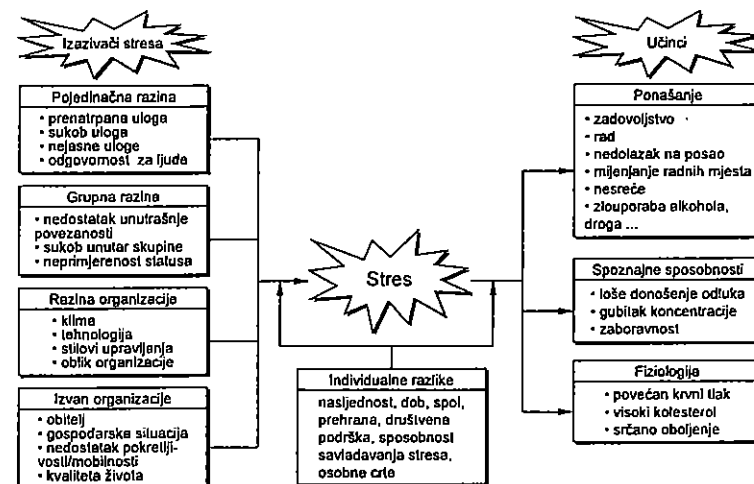 Izazivači stresa
Pojedinačna razina
• prenatrpana uloga
• sukob uloga
• nejasne uloge
• odgovornost za ljude
Grupna razina
• nedostatak unutrašnje
povezanosti
• sukob unutar skupine
• neprimjerenost statusa
Razina organizacije
• klima
• tehnologija
• stilovi upravljanja
• oblik organizacije
Izvan organizacije
• obitelj
• gospodarska situacija
• nedostatak pokretlji-
vosti/mobilnosti
• kvaliteta života
Stres
Individualne razlike
nasljednost, dob, spol,
prehrana, društvena
podrška, sposobnost
savladavanja stresa,
osobne crte
Učinci
Ponašanje
• zadovoljstvo
• rad
• nedolazak na posao
• mijenjanje radnih mjesta
• nesreće
• zlouporaba alkohola,
droga ...
Spoznajne sposobnosti
• loše donošenje odluka
• gubitak koncentracije
• zaboravnost
Fiziologija
• povećan krvni tlak
• visoki kolesterol
• srčano oboljenje